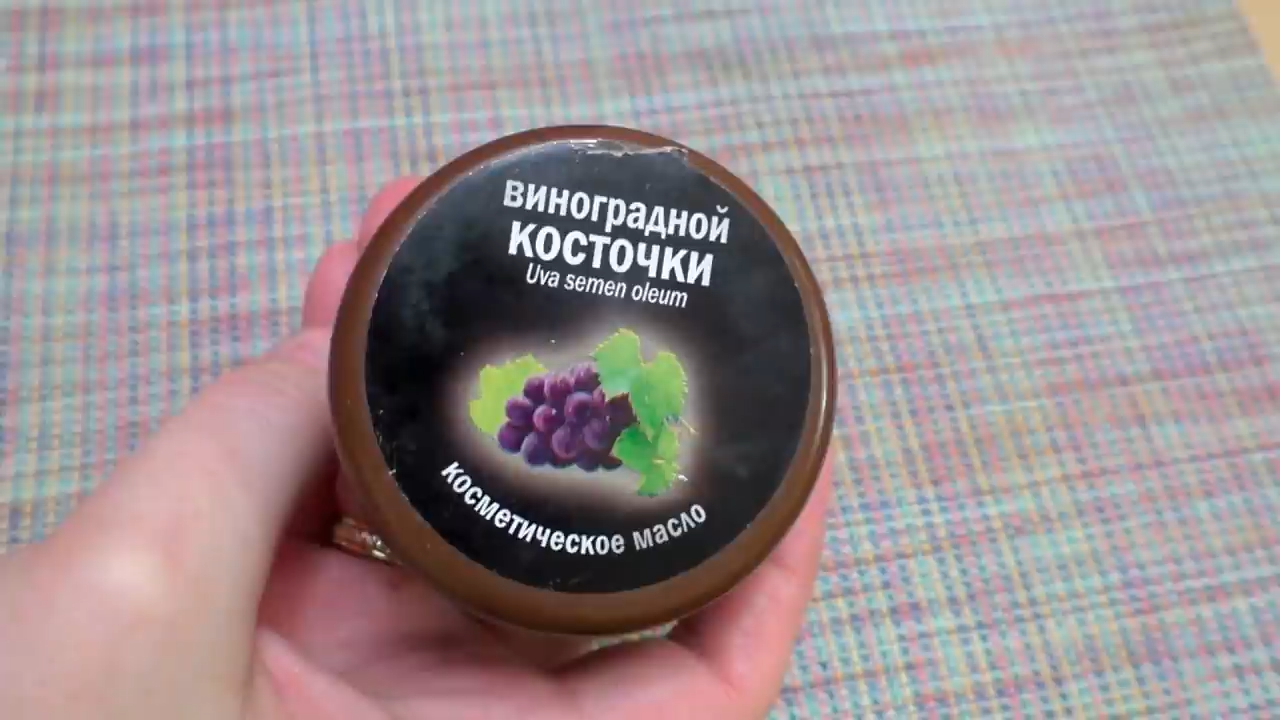 виноградной
косточки
Uva semen oleum
косметическое масло